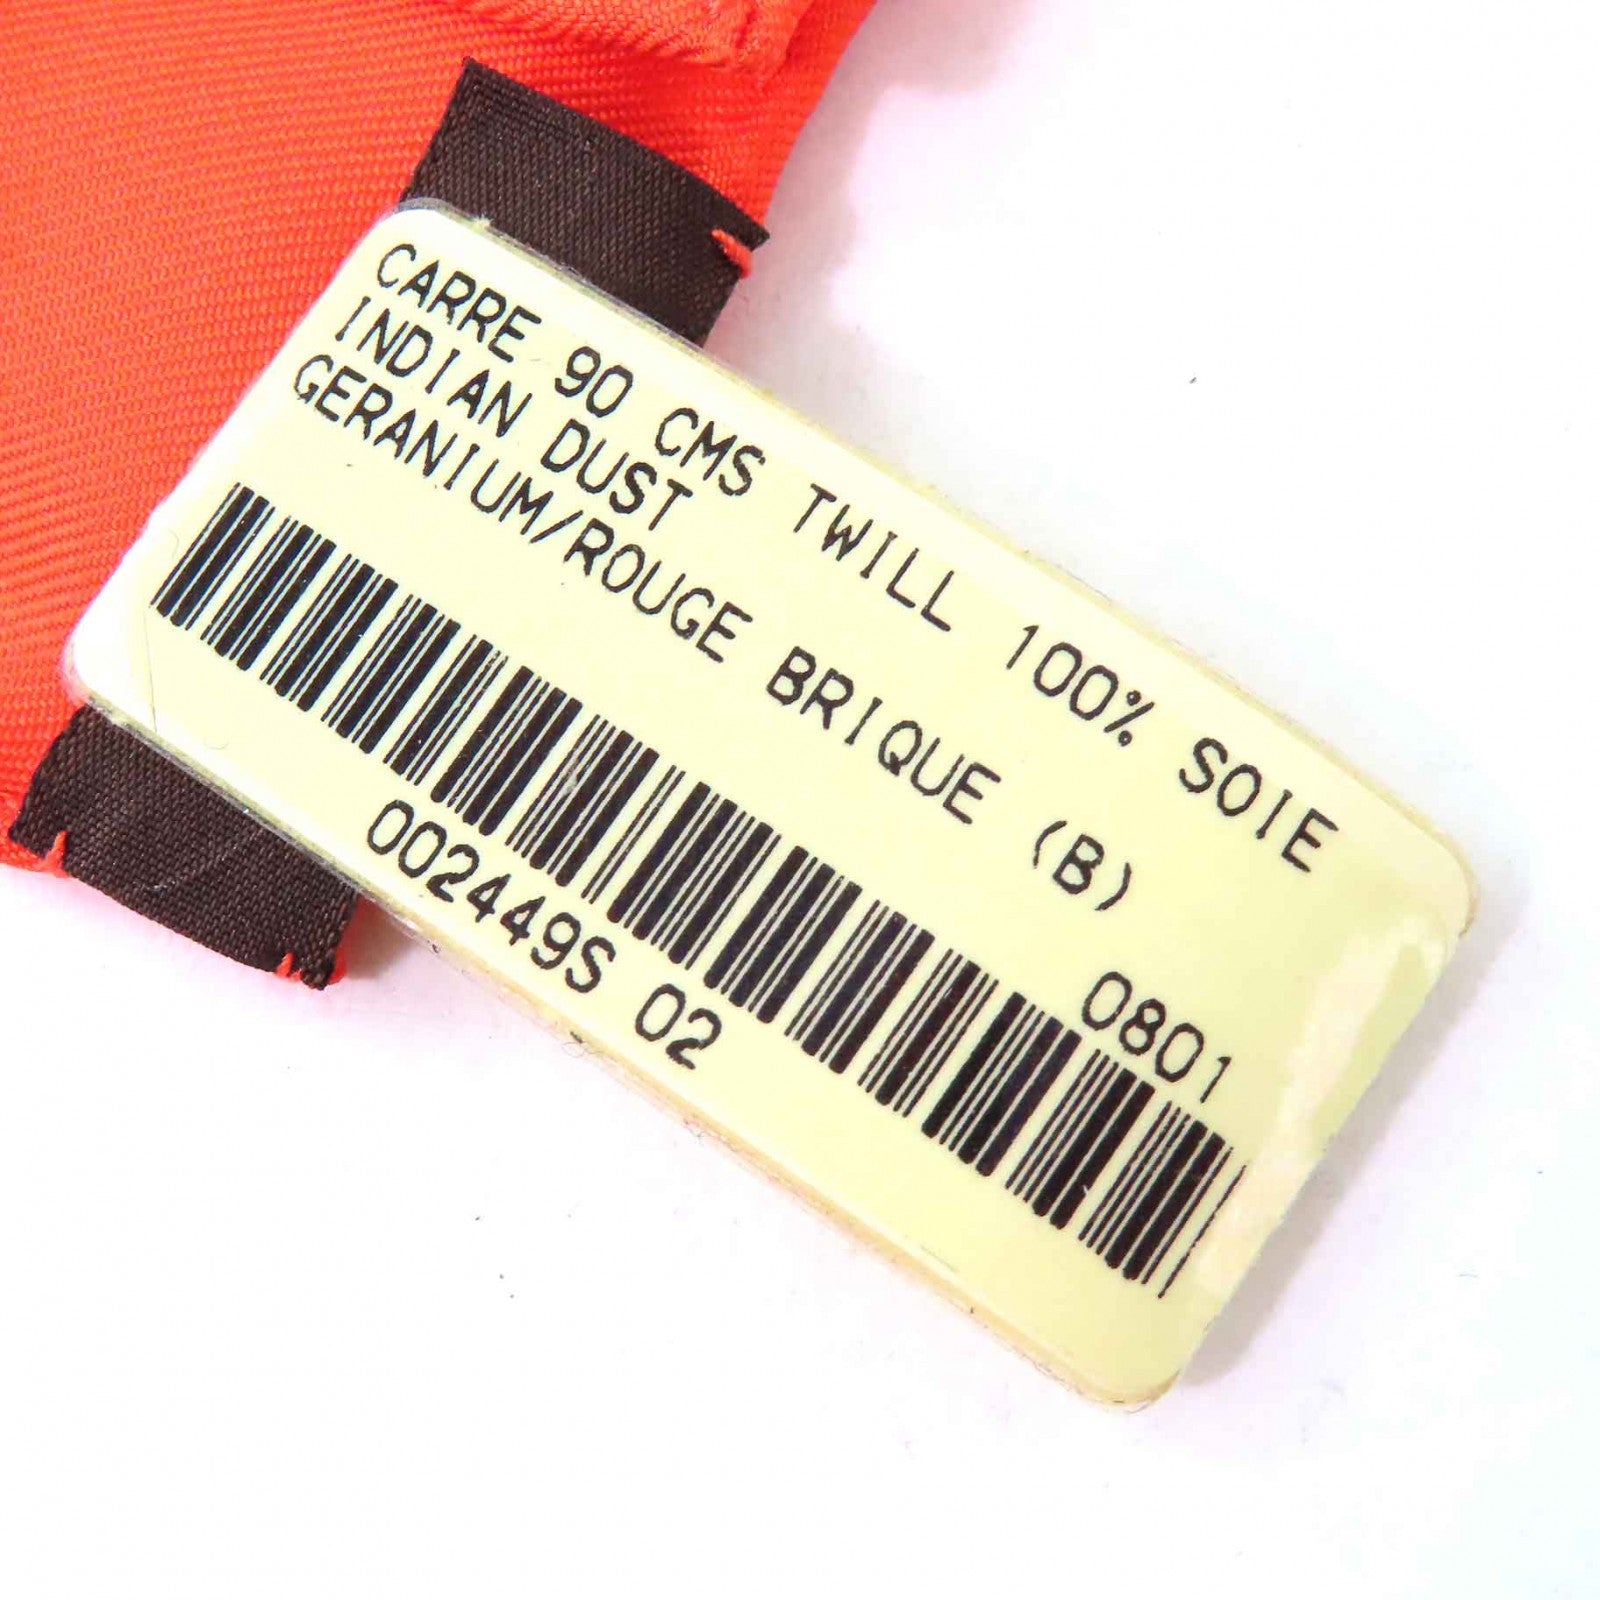 CARRE 90 CMS TWILL 100% SOIE
INDIAN DUST
GERANIUM/ROUGE BRIQUE (B)
0801
002449S 02